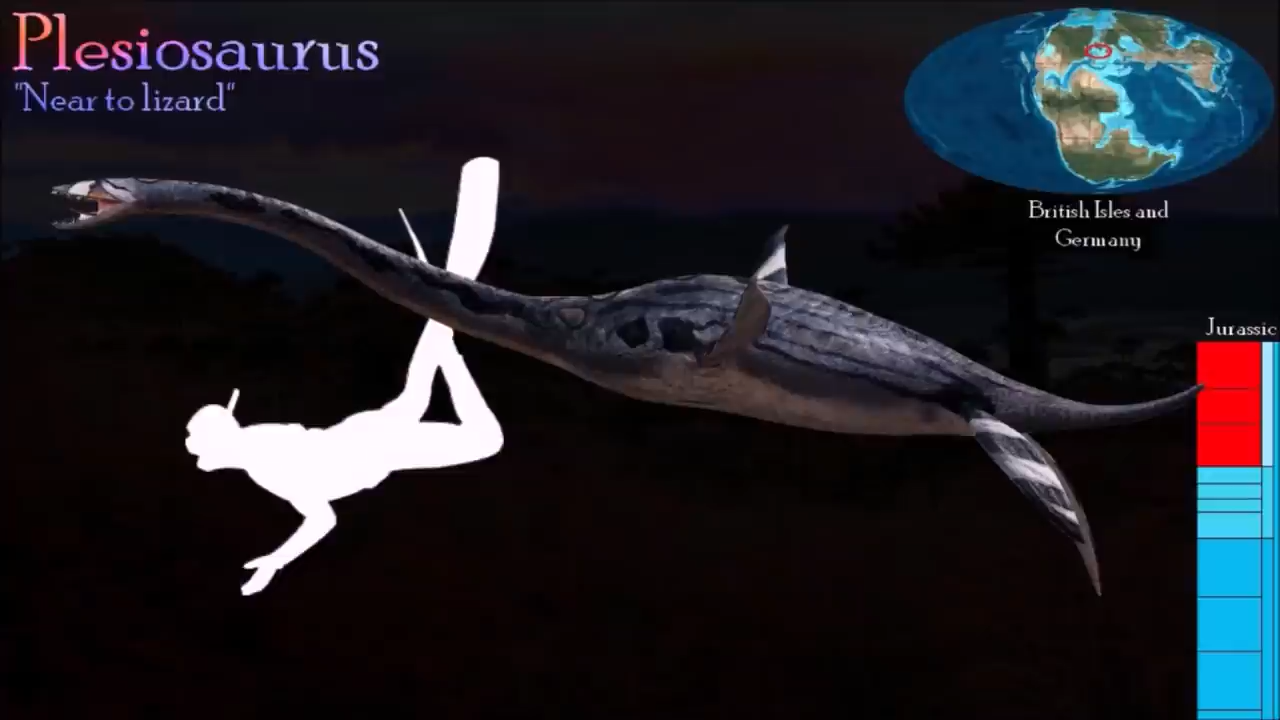 Plesiosaurus
"Near to lizard"
British Isles and
Germany
Jurassic